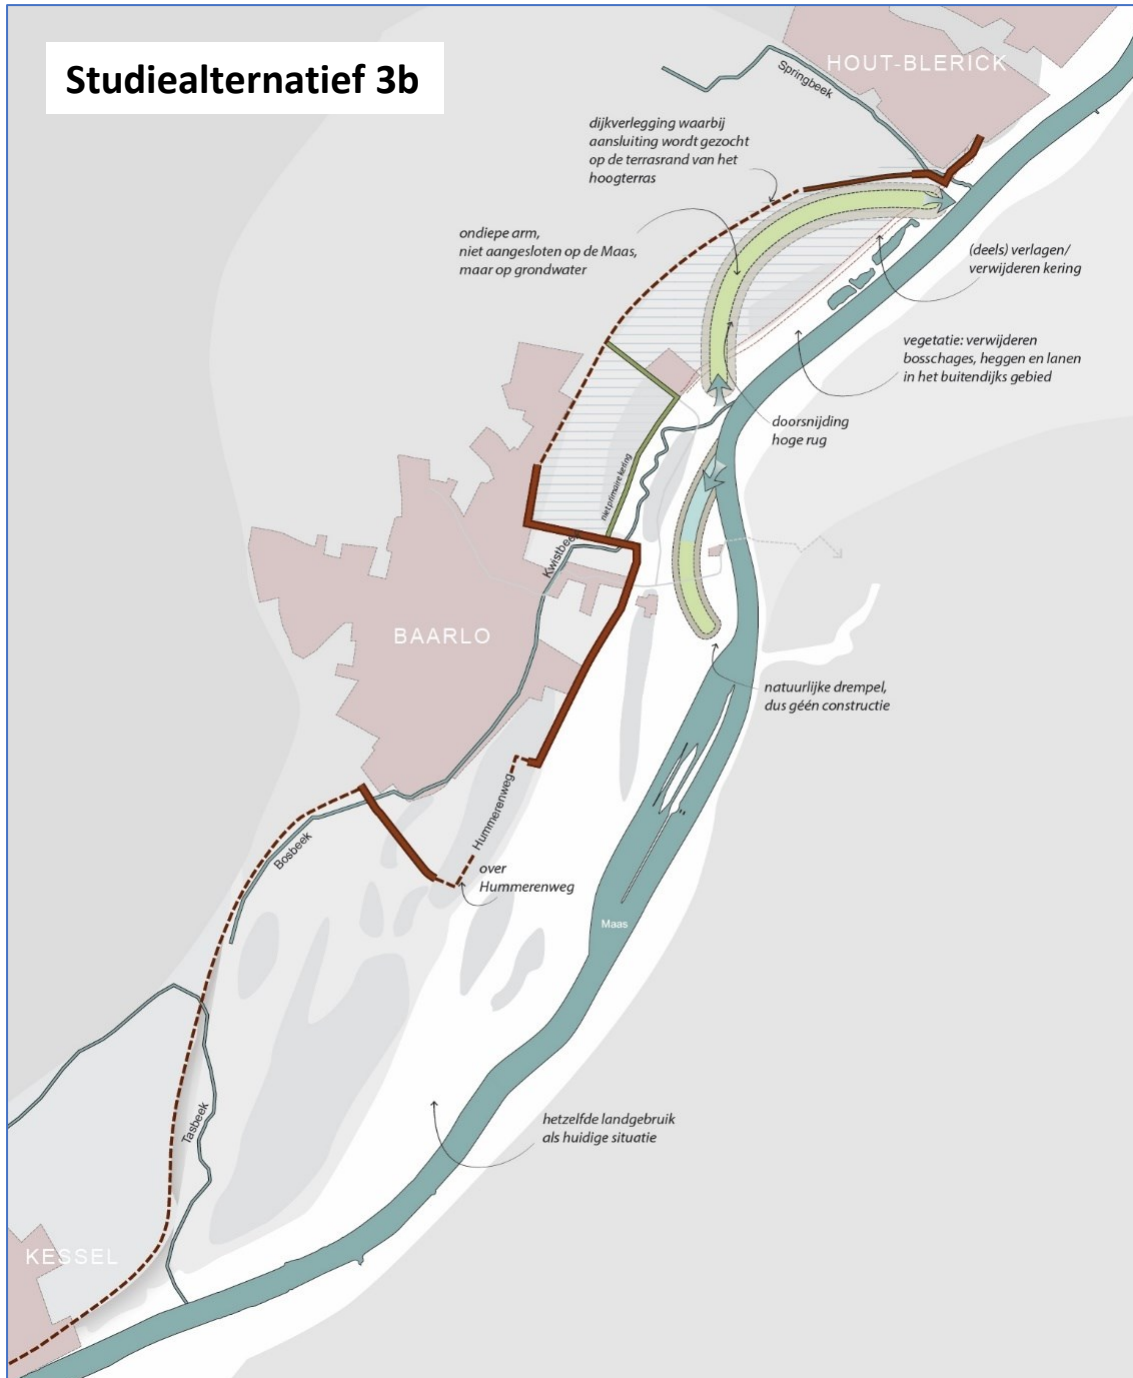 Studiealternatief 3b
HOUT-BLERICK
Springbeek
dijkverlegging waarbij
aansluiting wordt gezocht
op de terrasrand van het
hoogterras
ondiepe arm,
niet aangesloten op de Maas,
maar op grondwater
(deels) verlagen/
verwijderen kering
vegetatie: verwijderen
bosschages, heggen en lanen
in het buitendijks gebied
doorsnijding
hoge rug
niet primaire kering
Kwistbeek
BAARLO
natuurlijke drempel,
dus géén constructie
Hummerenweg
Bosbeek
over
Hummerenweg
Maas
Tasbeek
hetzelfde landgebruik
als huidige situatie
KESSEL